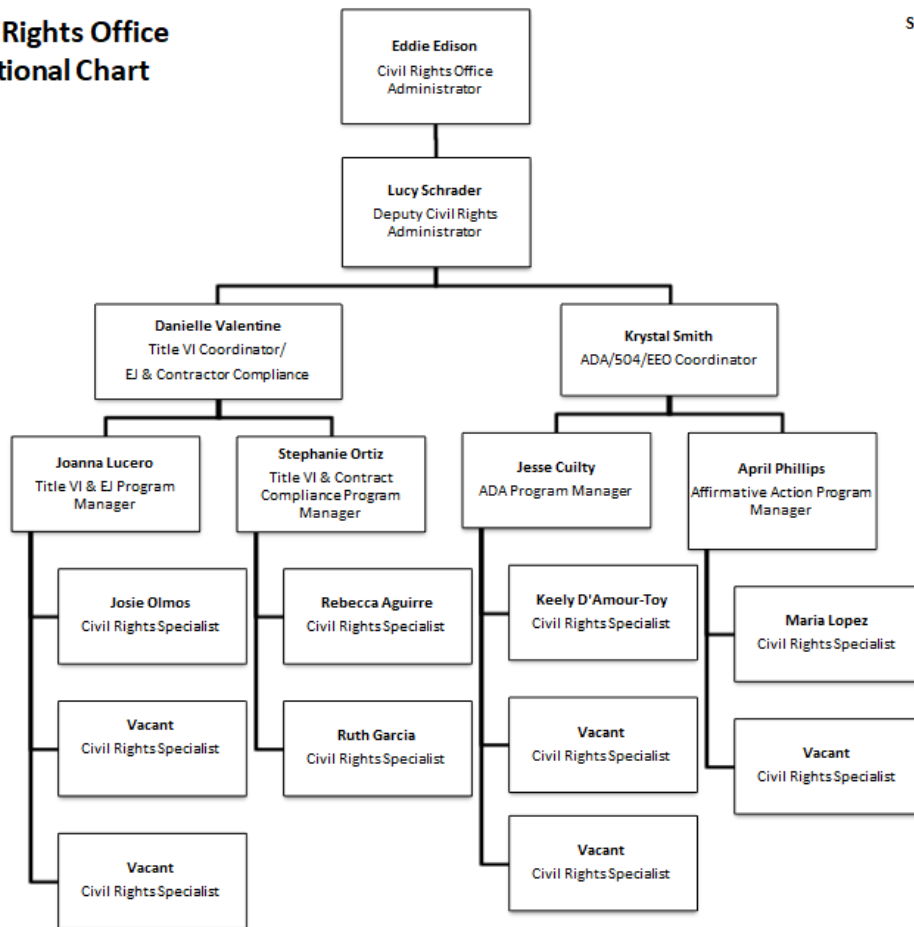 Rights Office
tional Chart
S
Eddie Edison
Civil Rights Office
Administrator
Lucy Schrader
Deputy Civil Rights
Administrator
Danielle Valentine
Title VI Coordinator/
EJ & Contractor Compliance
Krystal Smith
ADA/504/EEO Coordinator
Joanna Lucero
Title VI & EJ Program
Manager
Stephanie Ortiz
Title VI & Contract
Compliance Program
Manager
Jesse Cuilty
ADA Program Manager
April Phillips
Affirmative Action Program
Manager
Josie Olmos
Civil Rights Specialist
Vacant
Civil Rights Specialist
Vacant
Civil Rights Specialist
Rebecca Aguirre
Civil Rights Specialist
Ruth Garcia
Civil Rights Specialist
Keely D'Amour-Toy
Civil Rights Specialist
Vacant
Civil Rights Specialist
Vacant
Civil Rights Specialist
Maria Lopez
Civil Rights Specialist
Vacant
Civil Rights Specialist